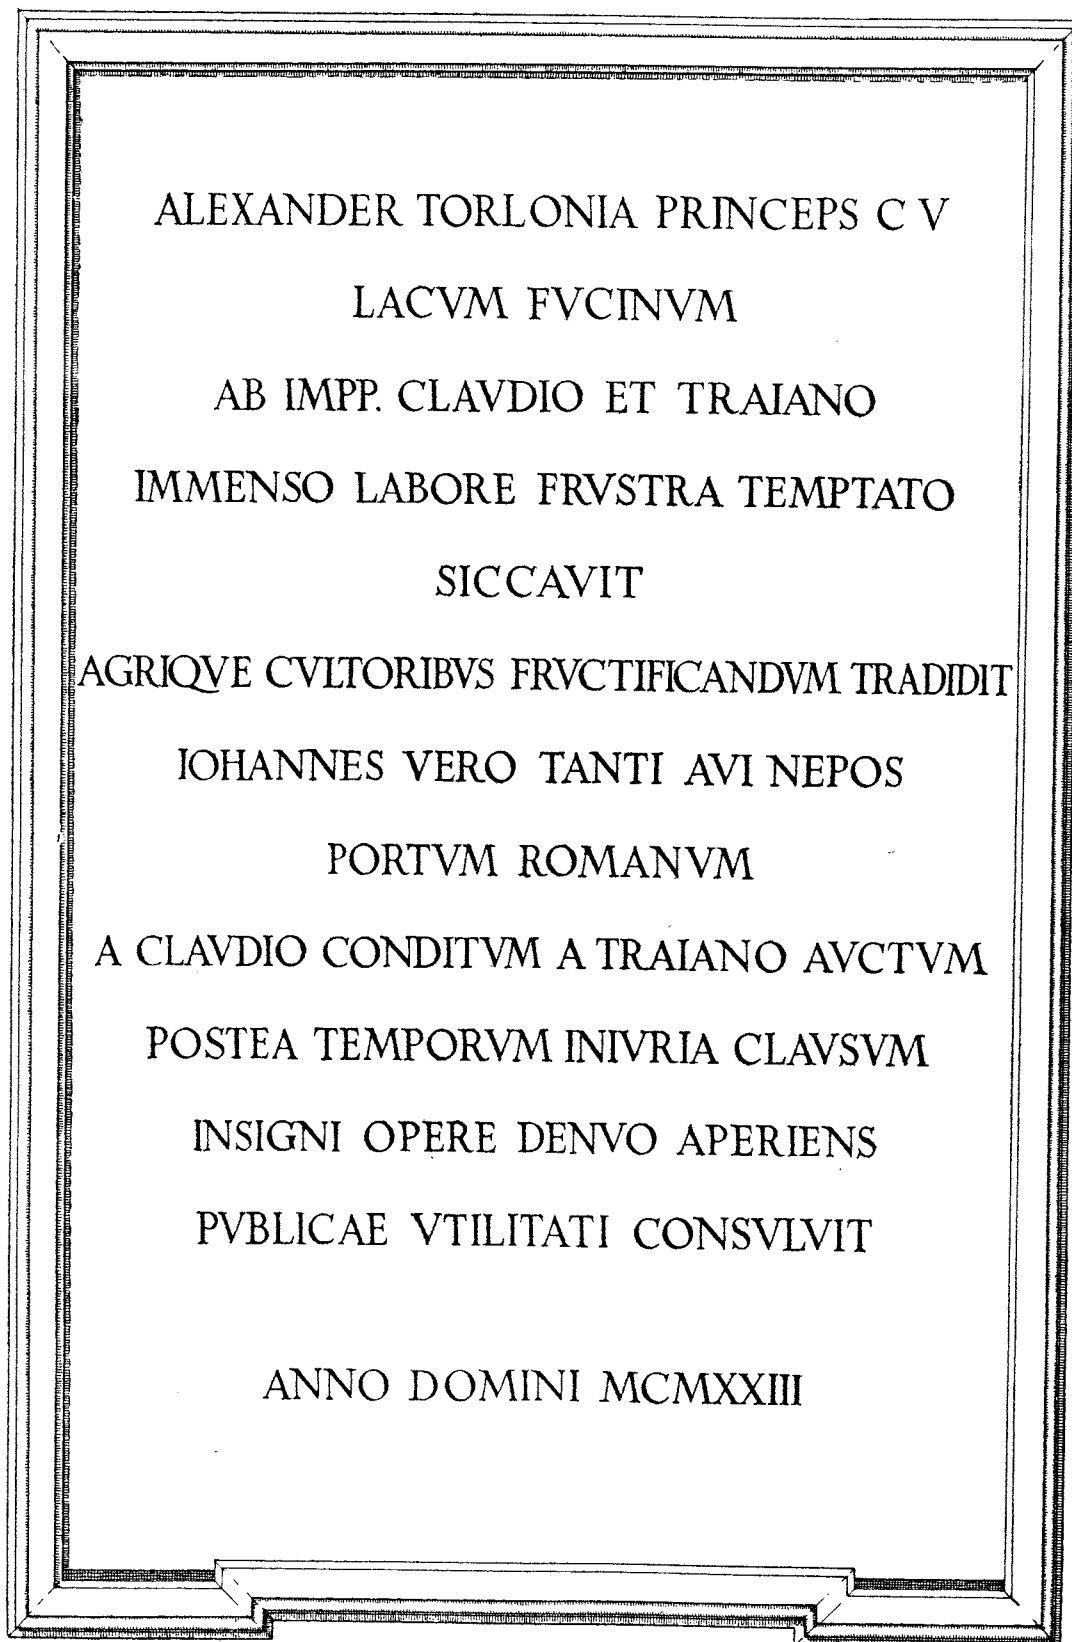 ALEXANDER TORLONIA PRINCEPS C V
LACVM FVCINVM
AB IMPP. CLAVDIO ET TRAIANO
IMMENSO LABORE FRVSTRA TEMPTATO
SICCAVIT
AGRIQVE CVLTORIBVS FRVCTIFICANDVM TRADIDIT
IOHANNES VERO TANTI AVI NEPOS
PORTVM ROMANVM
A CLAVDIO CONDITVM A TRAIANO AVCTVM
POSTEA TEMPORVM INIVRIA CLAVSVM
INSIGNI OPERE DENVO APERIENS
PVBLICAE VTILITATI CONSVLVIT
ANNO DOMINI MCMXXIII